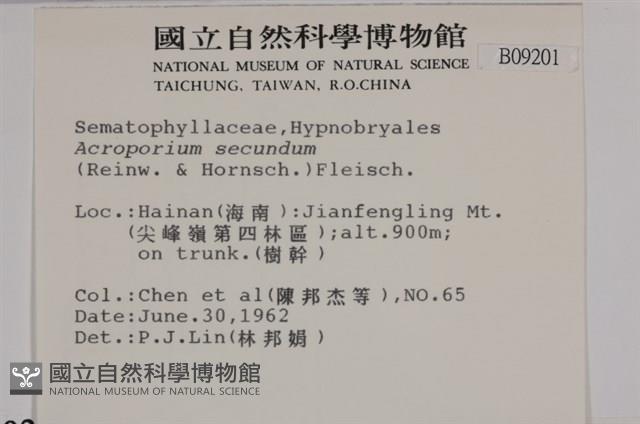 國立自然科學博物館
NATIONAL MUSEUM OF NATURAL SCIENCE
TAICHUNG, TAIWAN, R.O.CHINA
B09201
Sematophyllaceae,Hypnobryales
Acroporium secundum
(Reinw. & Hornsch.)Fleisch.
Loc.:Hainan(海南):Jianfengling Mt.
(尖峰嶺第四林區);alt.900m;
on trunk.(樹幹)
Col.:Chen et al(陳邦杰等),NO.65
Date:June.30,1962
Det.:P.J.Lin(林邦娟)
國立自然科學博物館
NATIONAL MUSEUM OF NATURAL SCIENCE